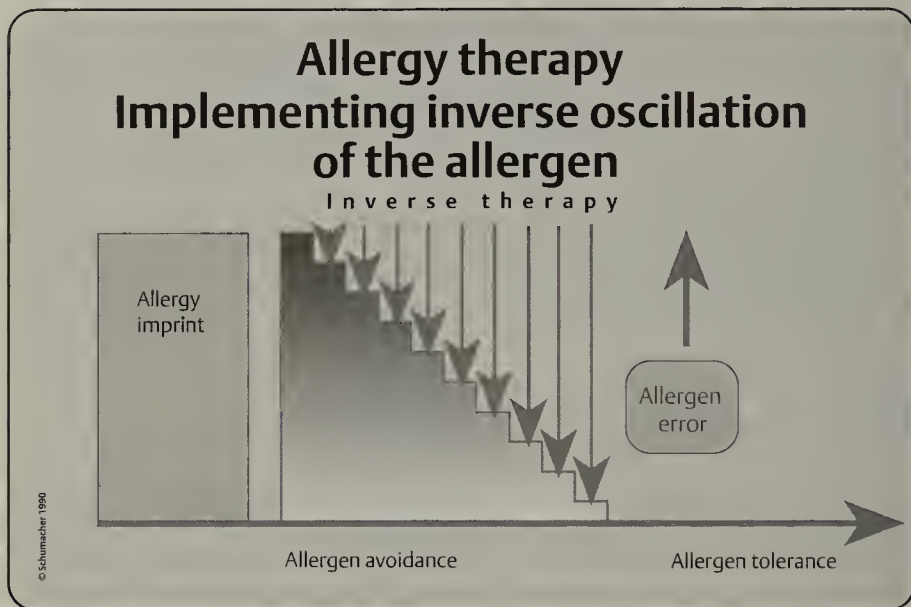 Allergy therapy
Implementing inverse oscillation
of the allergen
Inverse therapy
Allergy
imprint
Allergen
error
Allergen avoidance
Allergen tolerance
© Schumacher 1990